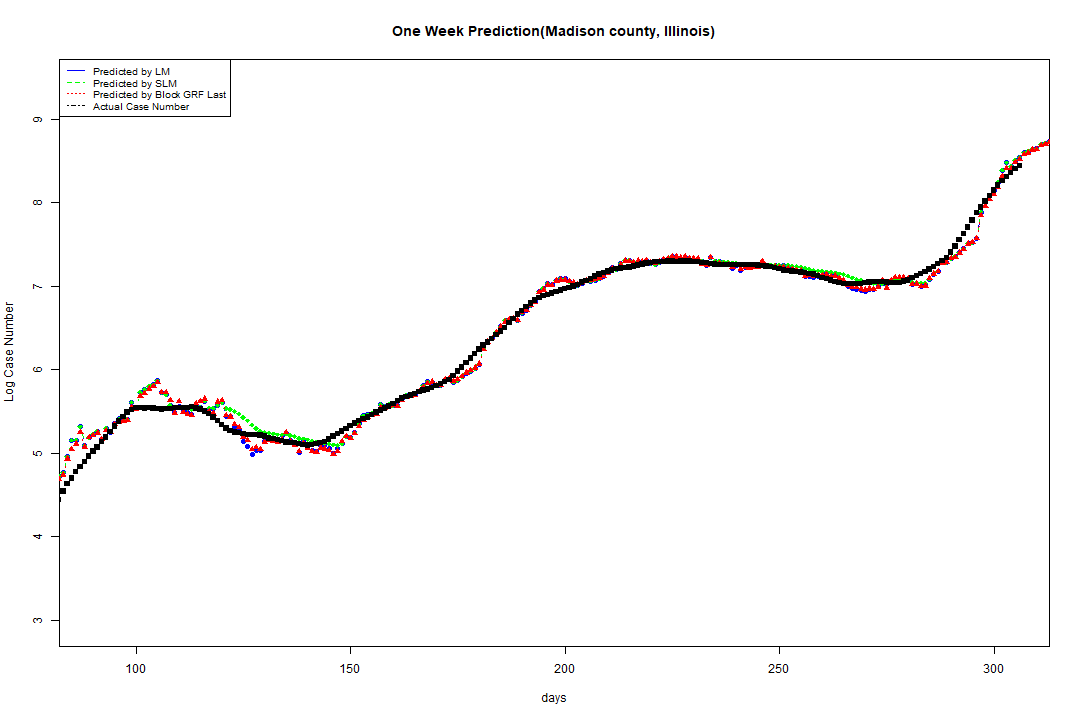 One Week Prediction(Madison county, Illinois)
Predicted by LM
Predicted by SLM
Predicted by Block GRF Last
Actual Case Number
9
8
7
6
5
4
3
Log Case Number
100 150 200 250 300
days